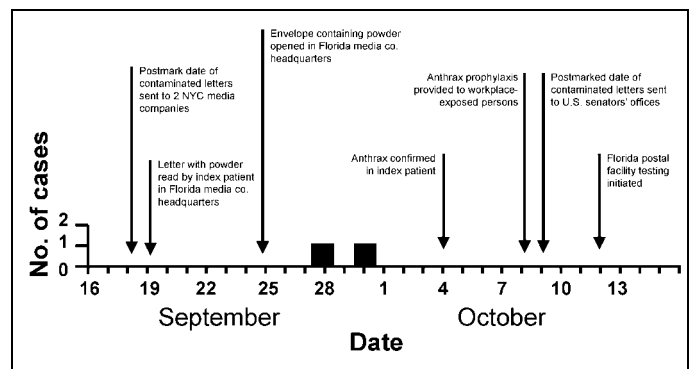 Envelope containing powder
opened in Florida media co.
headquarters
Postmark date of
contaminated letters
sent to 2 NYC media
companies
Anthrax prophylaxis
provided to workplace-
exposed persons
Postmarked date of
contaminated letters sent
to U.S. senators' offices
Letter with powder
read by index patient
in Florida media co.
headquarters
Anthrax confirmed
in index patient
Florida postal
facility testing
initiated
No. of cases
2
1
0
16 19 22 25 28 1 4 7 10 13
September October
Date